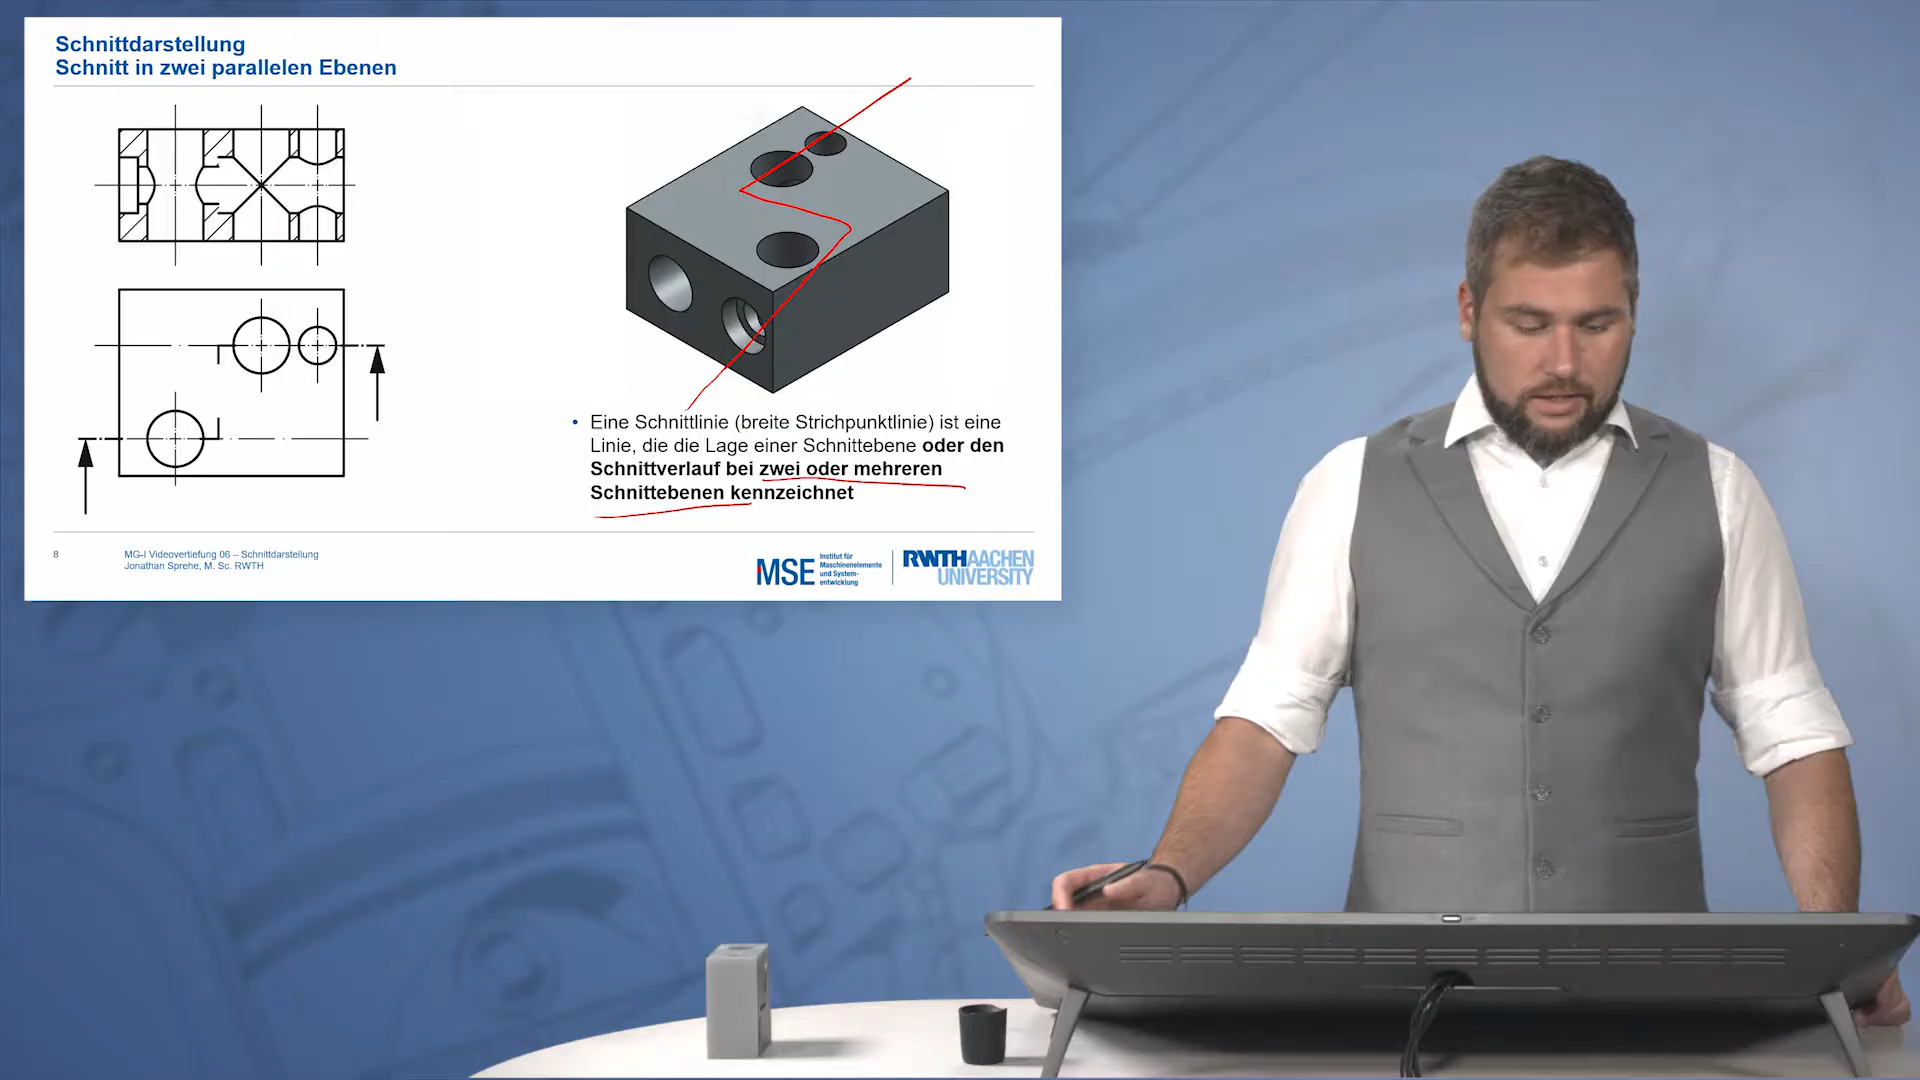 Schnittdarstellung
Schnitt in zwei parallelen Ebenen
• Eine Schnittlinie (breite Strichpunktlinie) ist eine
Linie, die die Lage einer Schnittebene oder den
Schnittverlauf bei zwei oder mehreren
Schnittebenen kennzeichnet
8
MG-I Videovertiefung 06 – Schnittdarstellung
Jonathan Sprehe, M. Sc. RWTH
MSE
Institut für
Maschinenelemente
und System-
entwicklung
RWTHAACHEN
UNIVERSITY